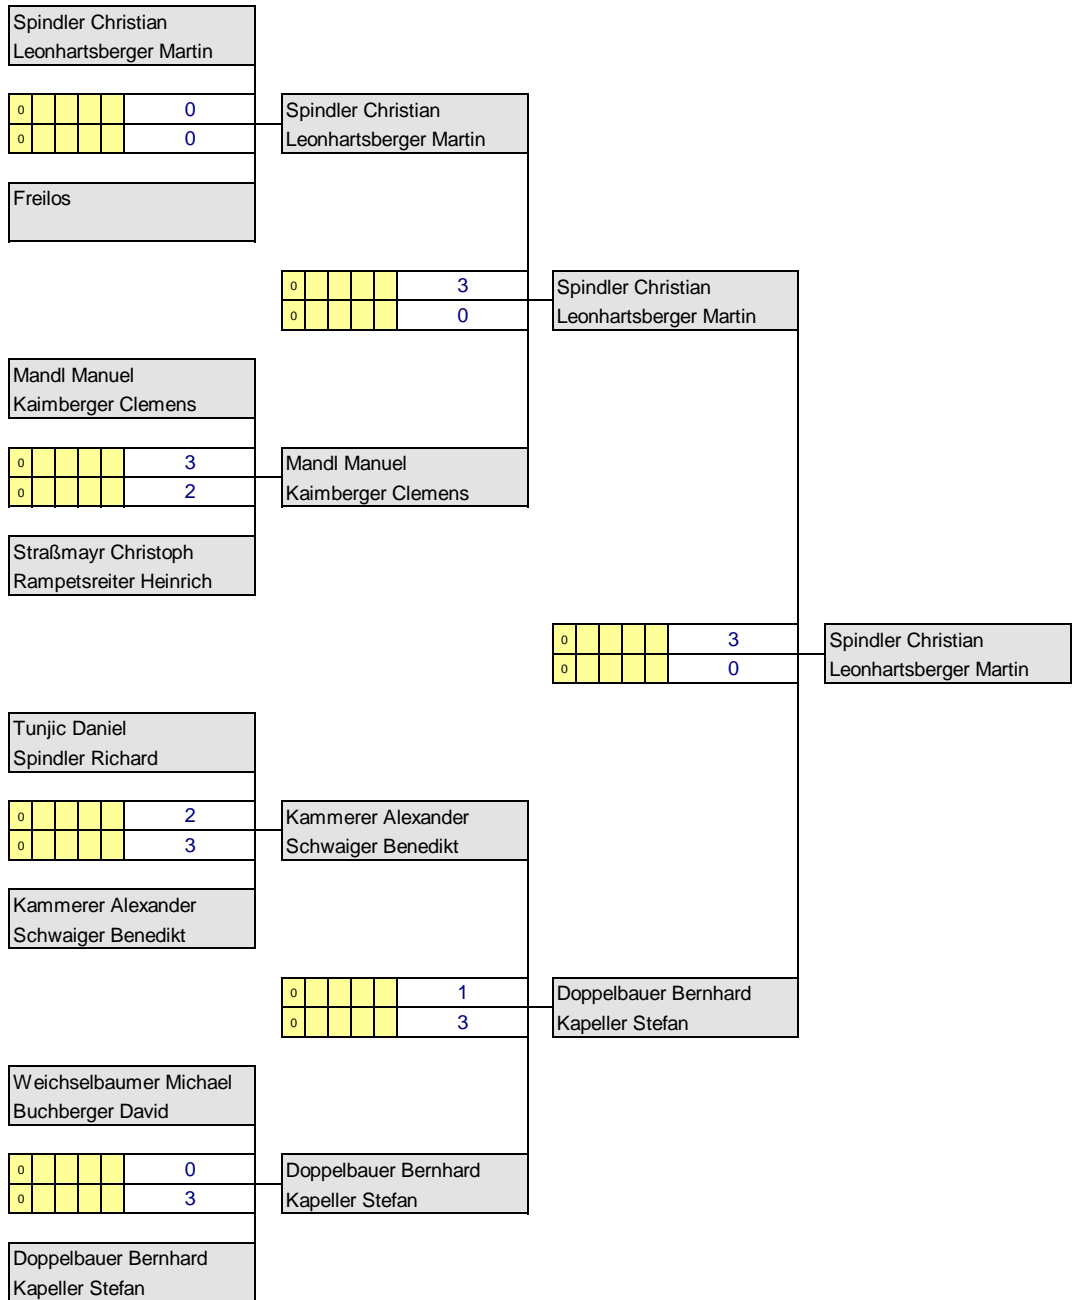 Spindler Christian
Leonhartsberger Martin
0 0 Spindler Christian
0 0 Leonhartsberger Martin
Freilos
0 3 Spindler Christian
0 0 Leonhartsberger Martin
Mandl Manuel
Kaimberger Clemens
0 3 Mandl Manuel
0 2 Kaimberger Clemens
Straßmayr Christoph
Rampetsreiter Heinrich
0 3 Spindler Christian
0 0 Leonhartsberger Martin
Tunjic Daniel
Spindler Richard
0 2 Kammerer Alexander
0 3 Schwaiger Benedikt
Kammerer Alexander
Schwaiger Benedikt
0 1 Doppelbauer Bernhard
0 3 Kapeller Stefan
Weichselbaumer Michael
Buchberger David
0 0 Doppelbauer Bernhard
0 3 Kapeller Stefan
Doppelbauer Bernhard
Kapeller Stefan